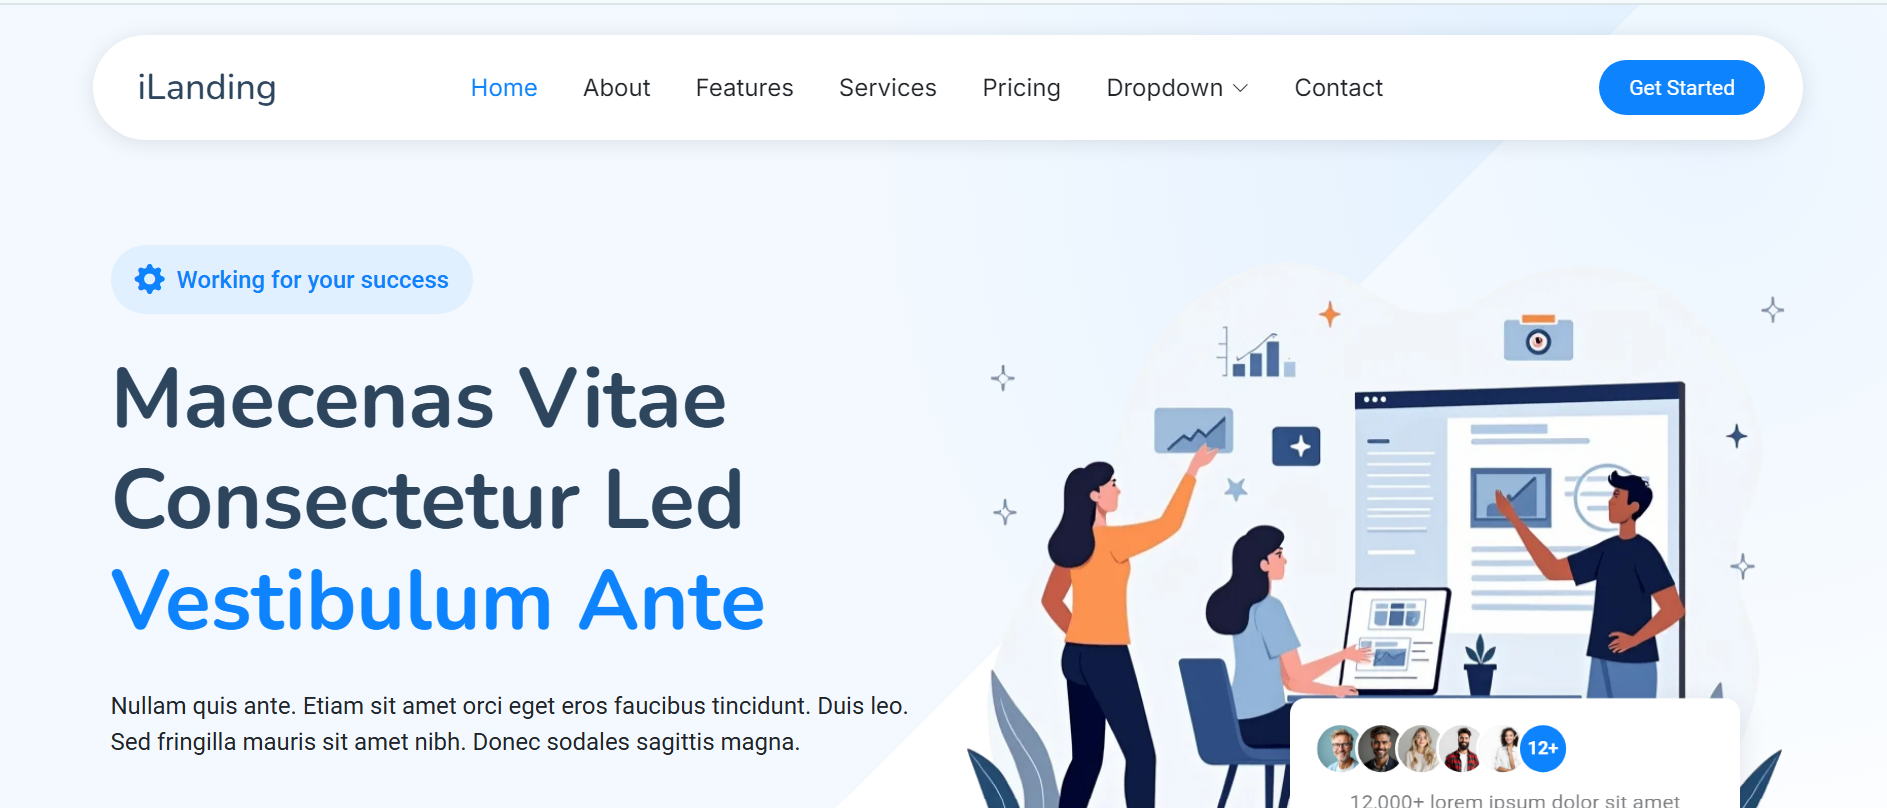 iLanding
Home About Features Services Pricing Dropdown Contact
Get Started
Working for your success
Maecenas Vitae
Consectetur Led
Vestibulum Ante
Nullam quis ante. Etiam sit amet orci eget eros faucibus tincidunt. Duis leo.
Sed fringilla mauris sit amet nibh. Donec sodales sagittis magna.
12+
12,000+ lorem ipsum dolor sit amet